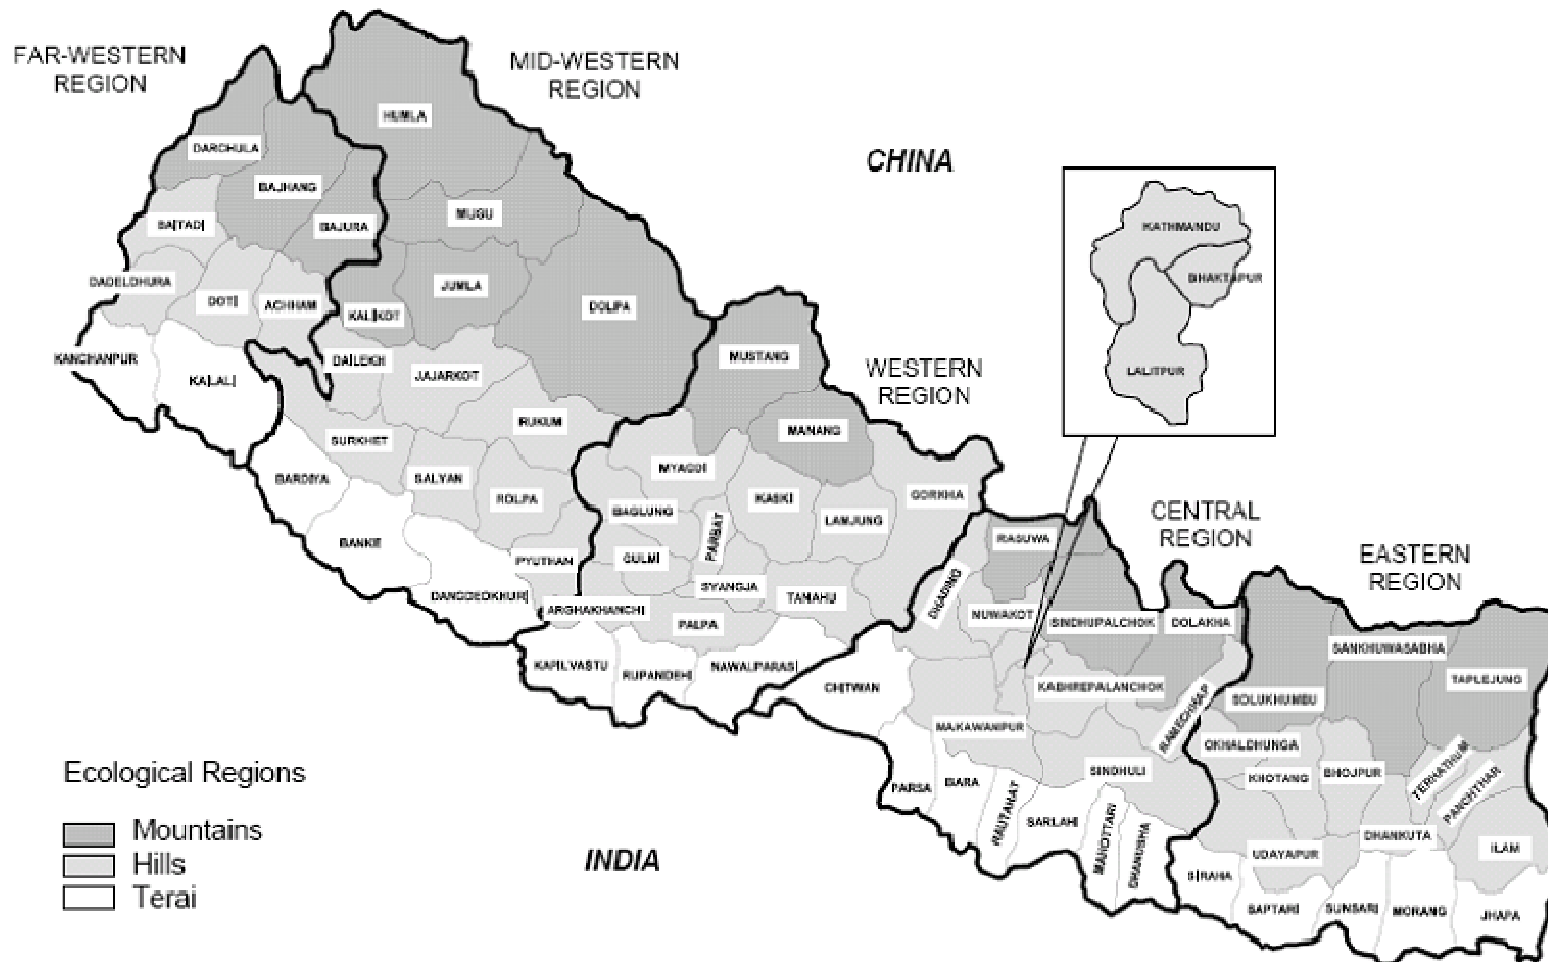 FAR-WESTERN
REGION
MID-WESTERN
REGION
HUMLA
DARCHULA
CHINA
BAJHANG
MUGU
BAITADI
BAJURA
KATHMANDU
DADELDHURA
BHAKTAPUR
JUMLA
DOTI
ACHHAM
DOLPA
KALIKOT
KANCHANPUR
DAILEKH
MUSTANG
WESTERN
REGION
LALITPUR
KAILALI
JAJARKOT
RUKUM
MANANG
SURKHET
MYAGDI
BARDIYA
SALYAN
ROLPA
KASKI
GORKHA
BAGLUNG
PARBAT
LAMJUNG
CENTRAL
REGION
BANKE
RASUWA
EASTERN
REGION
PYUTHAN
GULMI
SYANGJA
DHADING
DANGDEOKHURI
ARGHAKHANCHI
TANAHU
NUWAKOT
SINDHUPALCHOK
DOLAKHA
PALPA
SANKHUWASABHA
KAPILVASTU
RUPANDEHI
NAWALPARASI
CHITWAN
KABHREPALANCHOK
TAPLEJUNG
SOLUKHUMBU
RAMECHHAP
MAKAWANPUR
OKHALDHUNGA
Ecological Regions
SINDHULI
KHOTANG
BHOJPUR
TERHATHUM
PANCHTHAR
PARSA
BARA
RAUTAHAT
SARLAHI
MAHOTTARI
DHANUSHA
Mountains
DHANKUTA
ILAM
UDAYAPUR
Hills
INDIA
SIRAHA
Terai
SAPTARI
SUNSARI
MORANG
JHAPA